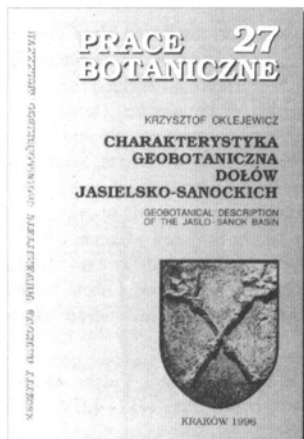 PRACE 27
BOTANICZNE
KRZYSZTOF OKLEJEWICZ
CHARAKTERYSTYKA
GEOBOTANICZNA
DOŁÓW
JASIELSKO-SANOCKICH
GEOBOTANICAL DESCRIPTION
OF THE JASŁO-SANOK BASIN
KRAKÓW 1996